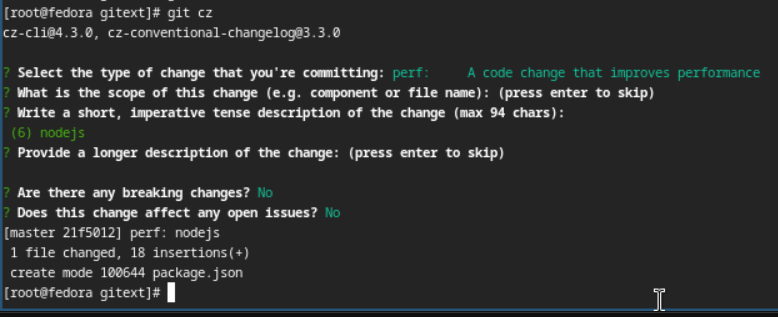 [root@fedora gitext]# git cz
cz-cli@4.3.0, cz-conventional-changelog@3.3.0
? Select the type of change that you're committing: perf:     A code change that improves performance
? What is the scope of this change (e.g. component or file name): (press enter to skip)
? Write a short, imperative tense description of the change (max 94 chars):
(6) nodejs
? Provide a longer description of the change: (press enter to skip)
? Are there any breaking changes? No
? Does this change affect any open issues? No
[master 21f5012] perf: nodejs
1 file changed, 18 insertions(+)
create mode 100644 package.json
[root@fedora gitext]#